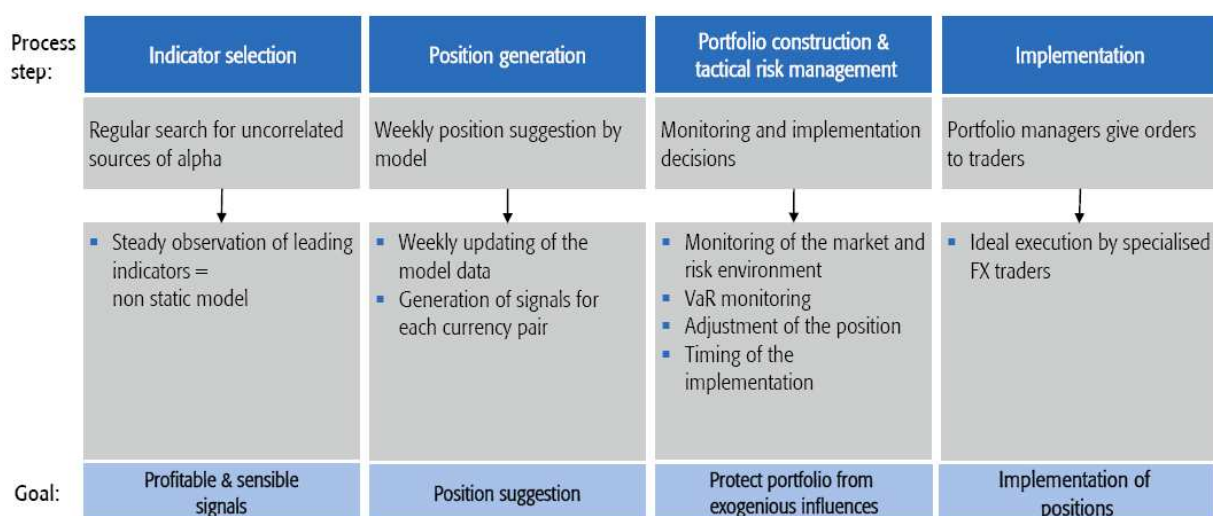 Process
step:
Indicator selection
Position generation
Portfolio construction &
tactical risk management
Implementation
Regular search for uncorrelated
sources of alpha
Weekly position suggestion by
model
Monitoring and implementation
decisions
Portfolio managers give orders
to traders
▪ Steady observation of leading
indicators =
non static model
▪ Weekly updating of the
model data
▪ Generation of signals for
each currency pair
▪ Monitoring of the market and
risk environment
▪ VaR monitoring
▪ Adjustment of the position
▪ Timing of the
implementation
▪ Ideal execution by specialised
FX traders
Goal:
Profitable & sensible
signals
Position suggestion
Protect portfolio from
exogenious influences
Implementation of
positions